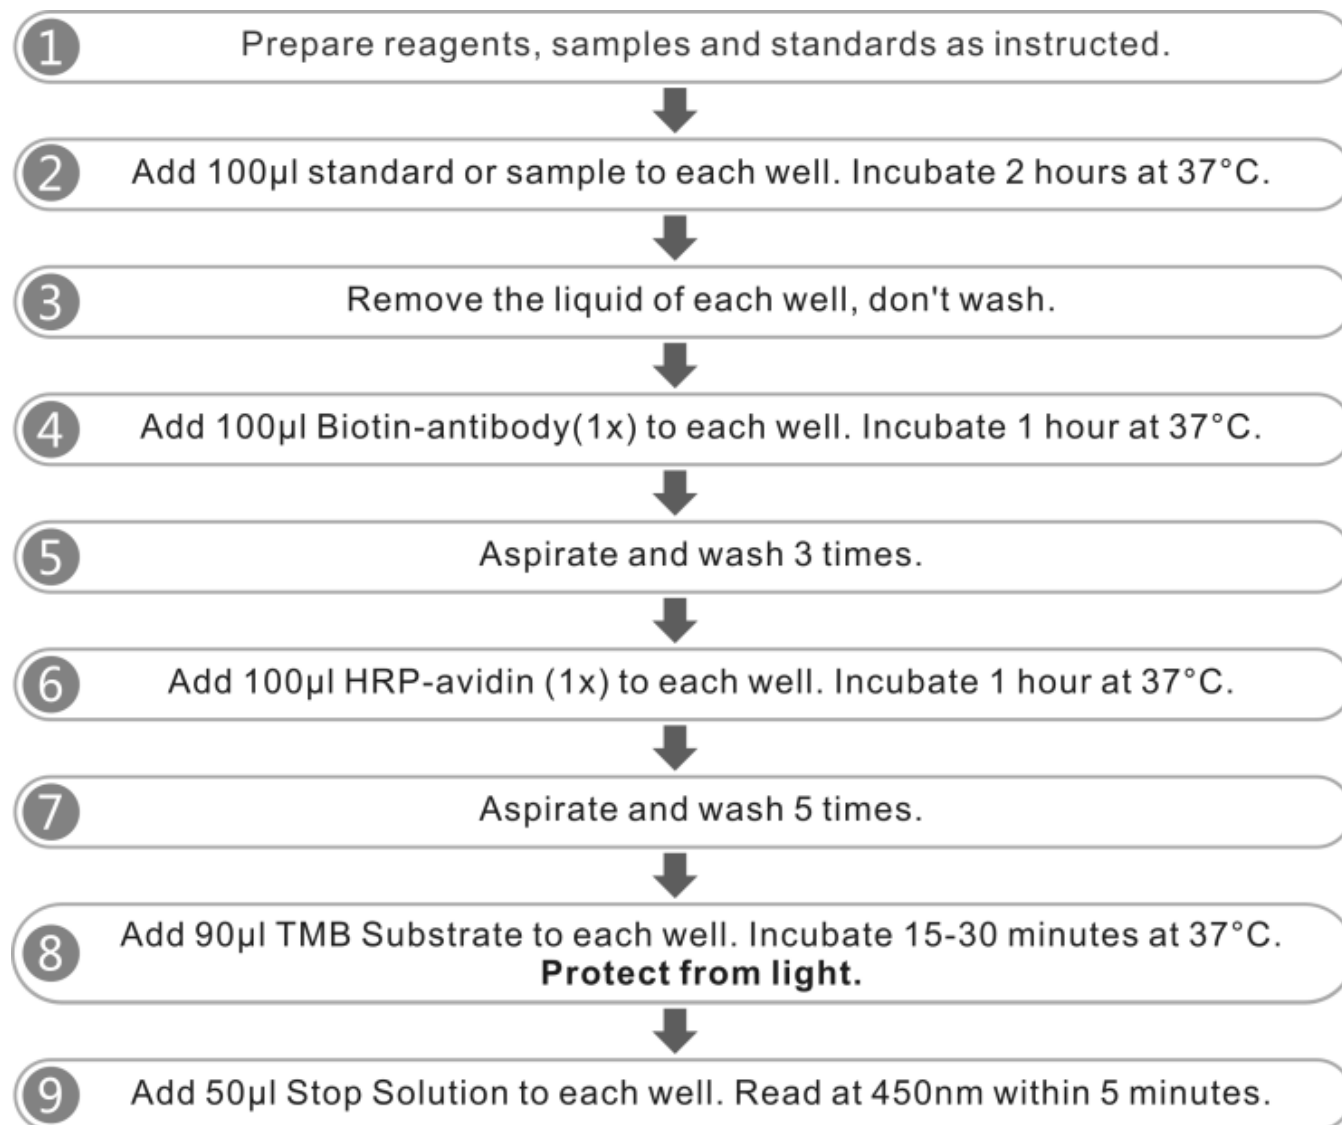 1 Prepare reagents, samples and standards as instructed.
2 Add 100µl standard or sample to each well. Incubate 2 hours at 37°C.
3 Remove the liquid of each well, don't wash.
4 Add 100µl Biotin-antibody(1x) to each well. Incubate 1 hour at 37°C.
5 Aspirate and wash 3 times.
6 Add 100µl HRP-avidin (1x) to each well. Incubate 1 hour at 37°C.
7 Aspirate and wash 5 times.
8 Add 90µl TMB Substrate to each well. Incubate 15-30 minutes at 37°C.
Protect from light.
9 Add 50µl Stop Solution to each well. Read at 450nm within 5 minutes.